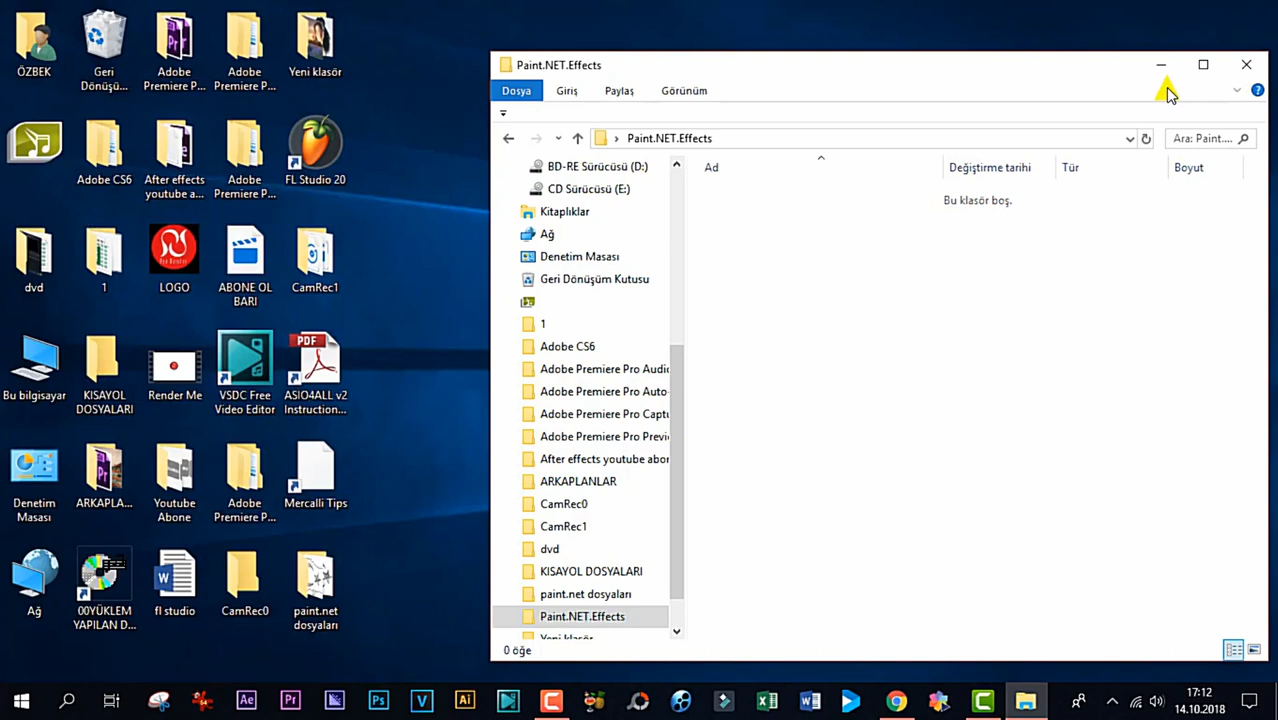 ÖZBEK
Geri
Dönüşü...
Adobe
Premiere P...
Adobe
Premiere P...
Yeni klasör
Adobe CS6
After effects
youtube a...
Adobe
Premiere P...
FL Studio 20
dvd
1
LOGO
ABONE OL
BARI
CamRec1
Bu bilgisayar
KISAYOL
DOSYALARI
Render Me
VSDC Free
Video Editor
PDF
ASIO4ALL v2
Instruction...
Denetim
Masası
ARKAPLA...
Youtube
Abone
Adobe
Premiere P...
Mercalli Tips
Ağ
00YÜKLEM
YAPILAN D...
fl studio
CamRec0
paint.net
dosyaları
Paint.NET.Effects
Dosya
Giriş
Paylaş
Görünüm
Paint.NET.Effects
Ara: Paint....
BD-RE Sürücüsü (D:)
CD Sürücüsü (E:)
Kitaplıklar
Ağ
Denetim Masası
Geri Dönüşüm Kutusu
1
Adobe CS6
Adobe Premiere Pro Audio
Adobe Premiere Pro Auto-
Adobe Premiere Pro Captu
Adobe Premiere Pro Previe
After effects youtube abon
ARKAPLANLAR
CamRec0
CamRec1
dvd
KISAYOL DOSYALARI
paint.net dosyaları
Paint.NET.Effects
Yeni klasör
Ad
Değiştirme tarihi
Tür
Boyut
Bu klasör boş.
0 öğe
17:12
14.10.2018